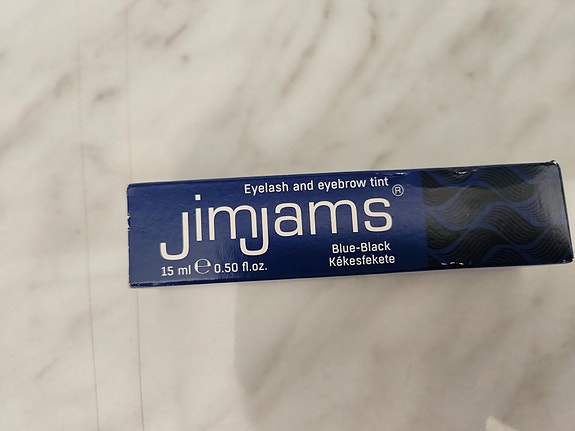 Eyelash and eyebrow tint
jimjams®
Blue-Black
Kékesfekete
15 ml ℮ 0.50 fl.oz.